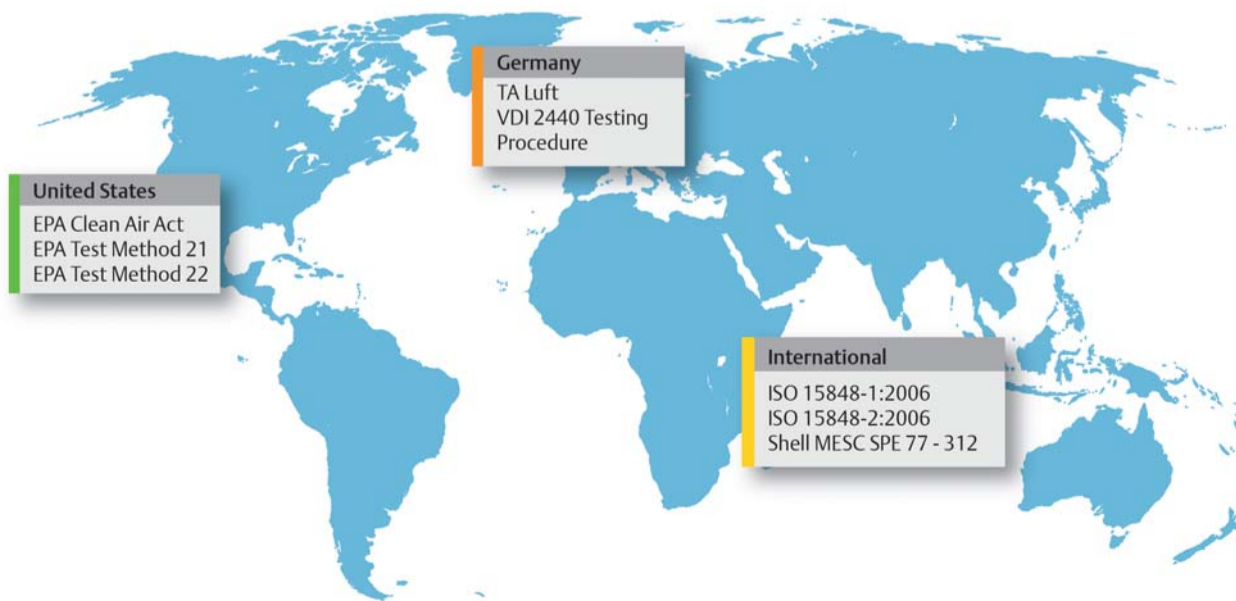 Germany
TA Luft
VDI 2440 Testing
Procedure
United States
EPA Clean Air Act
EPA Test Method 21
EPA Test Method 22
International
ISO 15848-1:2006
ISO 15848-2:2006
Shell MESC SPE 77 - 312